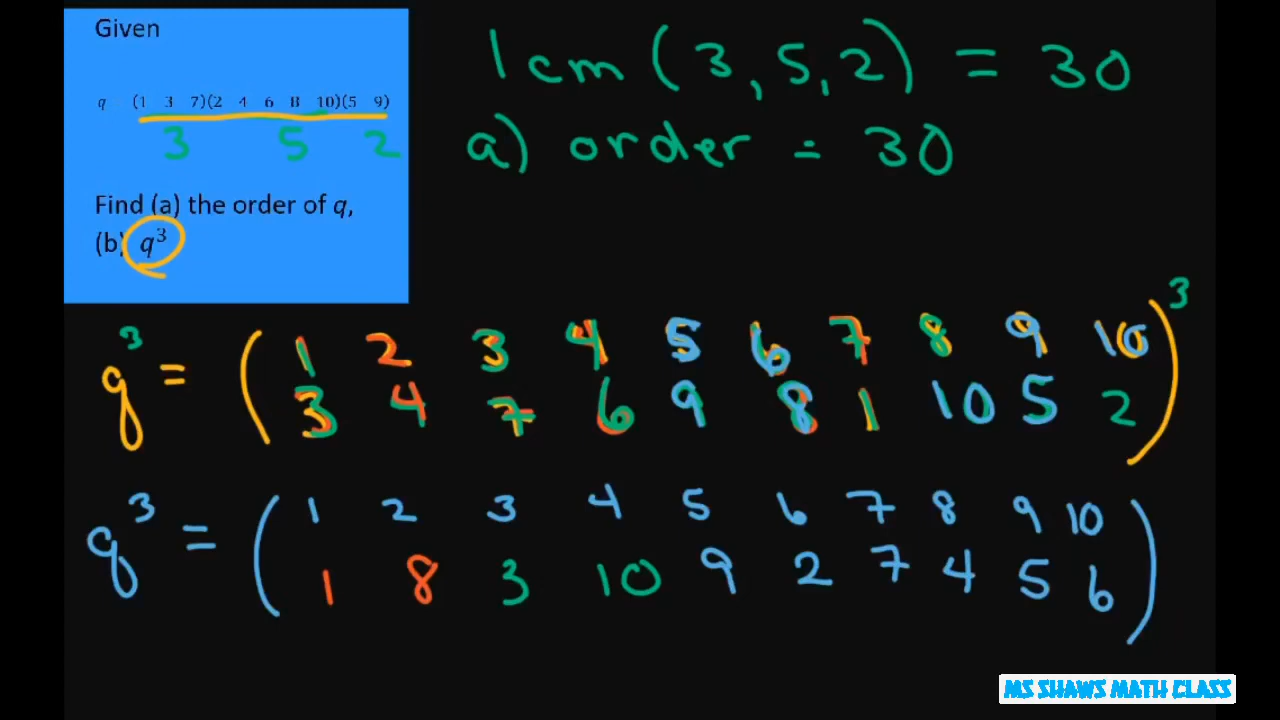 Given
q = (1 3 7)(2 4 6 8 10)(5 9)
3 5 2
Find (a) the order of q,
(b) q³
lcm (3, 5, 2) = 30
a) order = 30
q³ = ( 1 2 3 4 5 6 7 8 9 10 )³
3 4 7 6 9 8 1 10 5 2
q³ = ( 1 2 3 4 5 6 7 8 9 10 )
1 8 3 10 9 2 7 4 5 6
MS SHAWS MATH CLASS